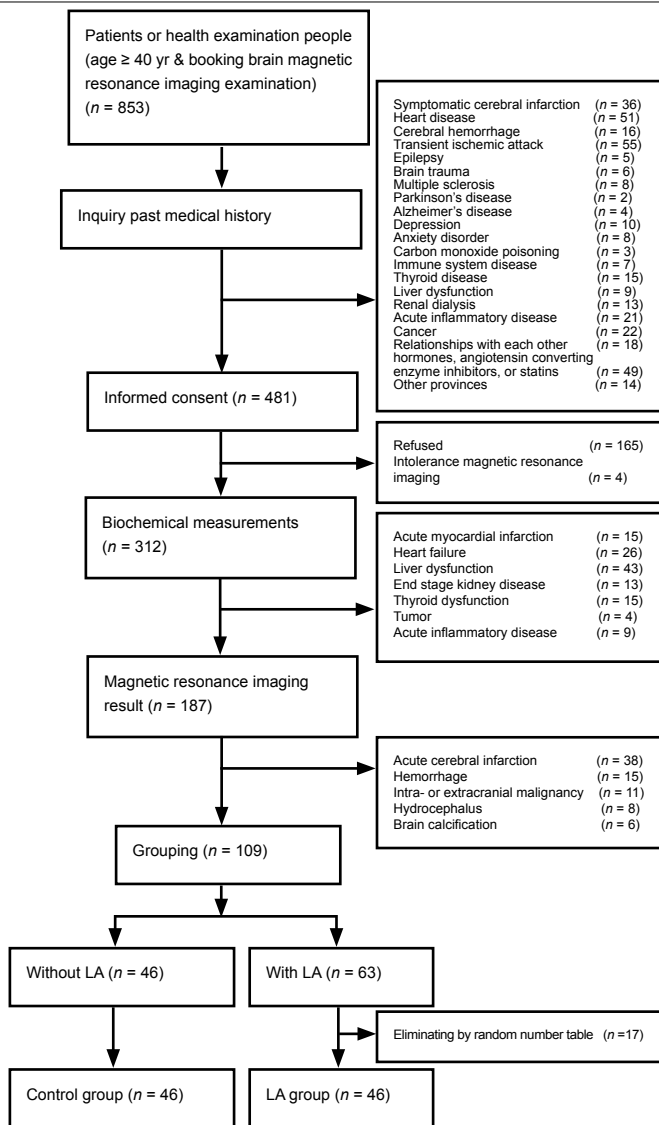 Patients or health examination people
(age ≥ 40 yr & booking brain magnetic
resonance imaging examination)
(n = 853)
Symptomatic cerebral infarction (n = 36)
Heart disease (n = 51)
Cerebral hemorrhage (n = 16)
Transient ischemic attack (n = 55)
Epilepsy (n = 5)
Brain trauma (n = 6)
Multiple sclerosis (n = 8)
Parkinson's disease (n = 2)
Alzheimer's disease (n = 4)
Depression (n = 10)
Anxiety disorder (n = 8)
Carbon monoxide poisoning (n = 3)
Immune system disease (n = 7)
Thyroid disease (n = 15)
Liver dysfunction (n = 9)
Renal dialysis (n = 13)
Acute inflammatory disease (n = 21)
Cancer (n = 22)
Relationships with each other (n = 18)
hormones, angiotensin converting
enzyme inhibitors, or statins (n = 49)
Other provinces (n = 14)
Inquiry past medical history
Informed consent (n = 481)
Refused (n = 165)
Intolerance magnetic resonance
imaging (n = 4)
Biochemical measurements
(n = 312)
Acute myocardial infarction (n = 15)
Heart failure (n = 26)
Liver dysfunction (n = 43)
End stage kidney disease (n = 13)
Thyroid dysfunction (n = 15)
Tumor (n = 4)
Acute inflammatory disease (n = 9)
Magnetic resonance imaging
result (n = 187)
Acute cerebral infarction (n = 38)
Hemorrhage (n = 15)
Intra- or extracranial malignancy (n = 11)
Hydrocephalus (n = 8)
Brain calcification (n = 6)
Grouping (n = 109)
Without LA (n = 46)
With LA (n = 63)
Eliminating by random number table (n =17)
Control group (n = 46)
LA group (n = 46)